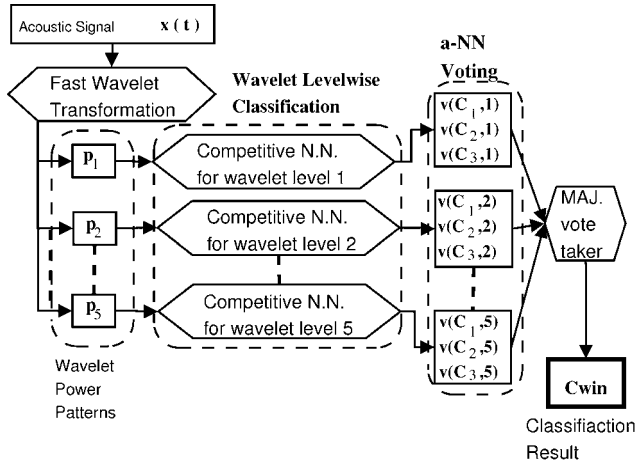 Acoustic Signal x ( t )
Fast Wavelet
Transformation
Wavelet Levelwise
Classification
a-NN
Voting
p1
p2
p5
Wavelet
Power
Patterns
Competitive N.N.
for wavelet level 1
Competitive N.N.
for wavelet level 2
Competitive N.N.
for wavelet level 5
v(C1,1)
v(C2,1)
v(C3,1)
v(C1,2)
v(C2,2)
v(C3,2)
v(C1,5)
v(C2,5)
v(C3,5)
MAJ.
vote
taker
Cwin
Classifiaction
Result